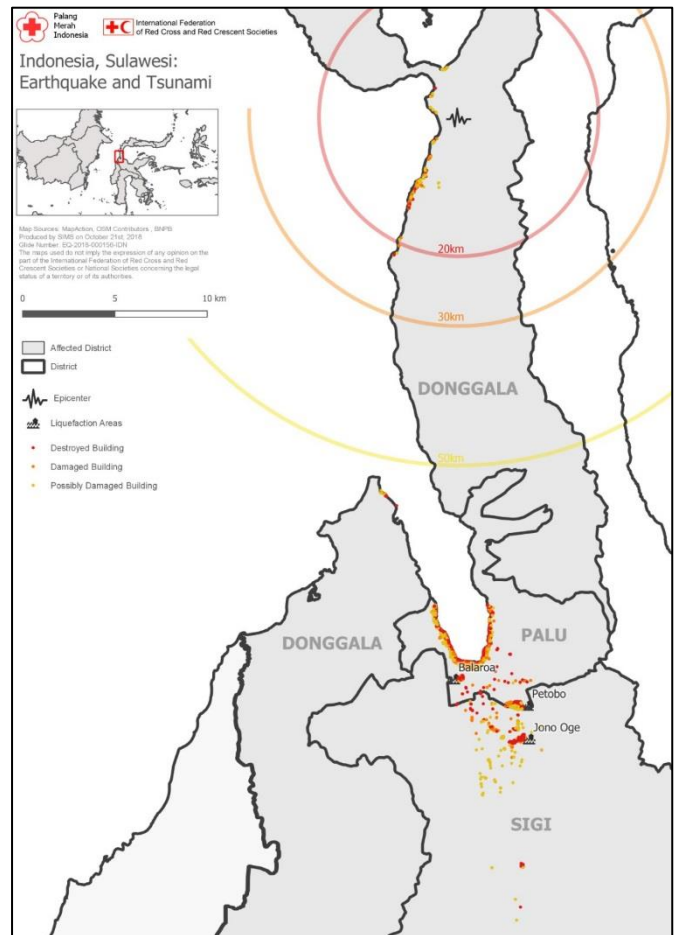 Palang
Merah
Indonesia
International Federation
of Red Cross and Red Crescent Societies
Indonesia, Sulawesi:
Earthquake and Tsunami
Map Sources: MapAction, OSM Contributors , BNPB
Produced by SIMS on October 21st, 2018
Glide Number: EQ-2018-000156-IDN
The maps used do not imply the expression of any opinion on the
part of the International Federation of Red Cross and Red
Crescent Societies or National Societies concerning the legal
status of a territory or of its authorities.
0 5 10 km
Affected District
District
Epicenter
Liquefaction Areas
Destroyed Building
Damaged Building
Possibly Damaged Building
20km
30km
DONGGALA
50km
DONGGALA
PALU
Balaroa
Petobo
Jono Oge
SIGI